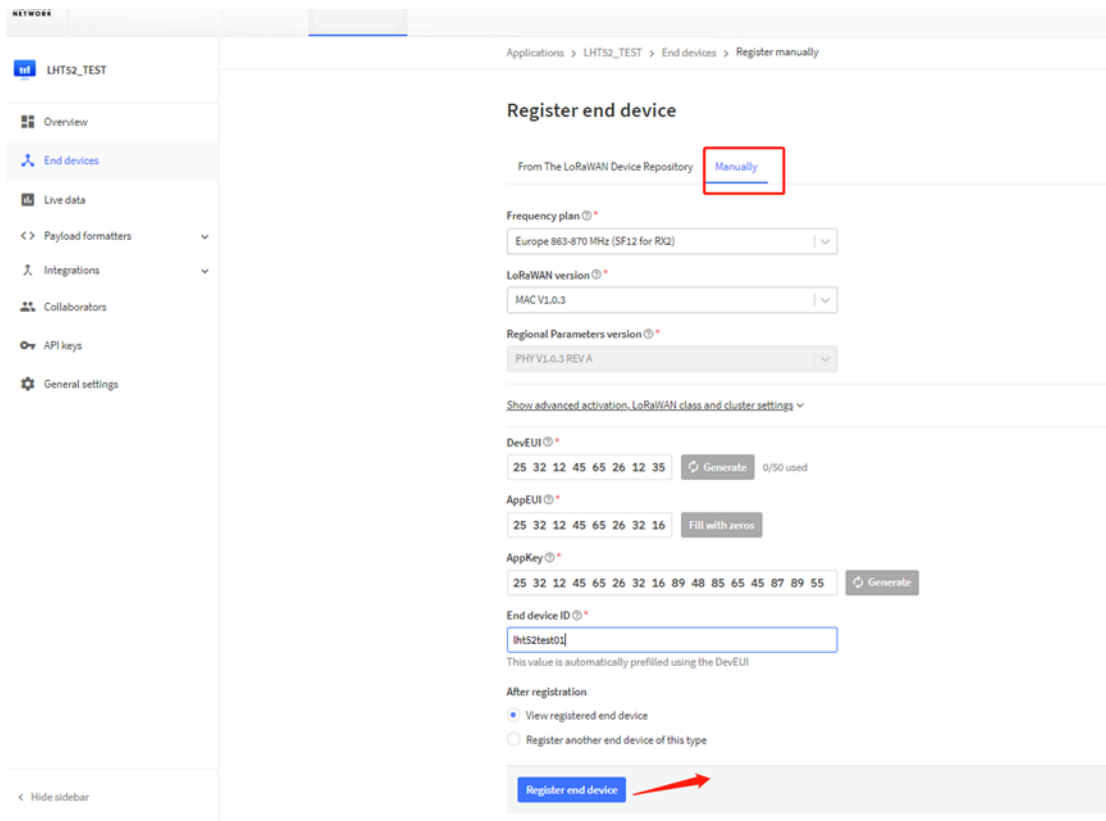 NETWORK
Applications > LHT52_TEST > End devices > Register manually
LHT52_TEST
Overview
End devices
Live data
Payload formatters
Integrations
Collaborators
API keys
General settings
Register end device
From The LoRaWAN Device Repository Manually
Frequency plan *
Europe 863-870 MHz (SF12 for RX2)
LoRaWAN version *
MAC V1.0.3
Regional Parameters version *
PHY V1.0.3 REV A
Show advanced activation, LoRaWAN class and cluster settings
DevEUI *
25 32 12 45 65 26 12 35 Generate 0/50 used
AppEUI *
25 32 12 45 65 26 32 16 Fill with zeros
AppKey *
25 32 12 45 65 26 32 16 89 48 85 65 45 87 89 55 Generate
End device ID *
lht52test01
This value is automatically prefilled using the DevEUI
After registration
View registered end device
Register another end device of this type
Register end device
< Hide sidebar